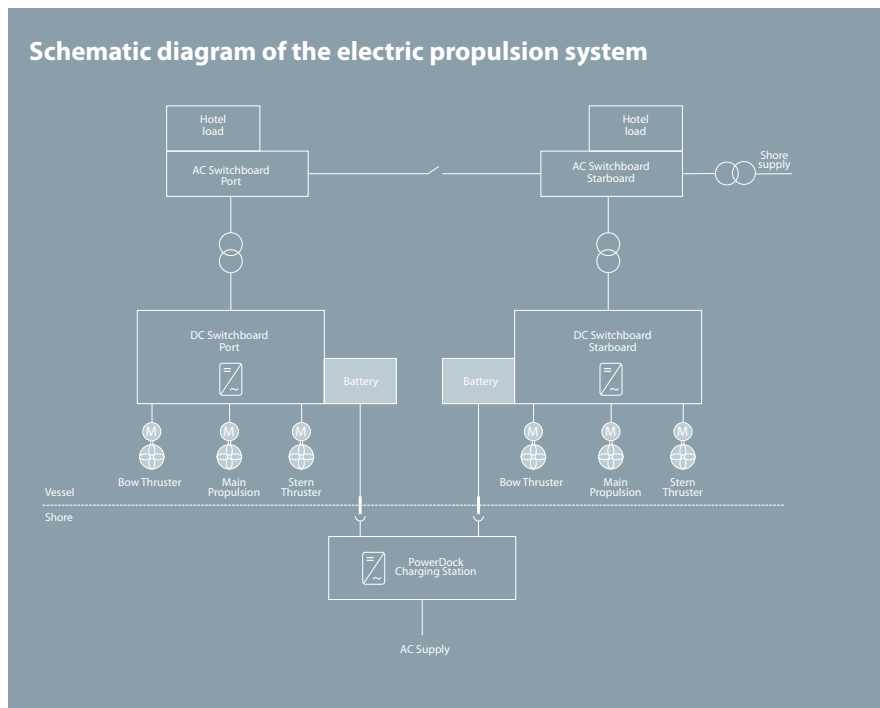 Schematic diagram of the electric propulsion system
Hotel
load
Hotel
load
AC Switchboard
Port
AC Switchboard
Starboard
Shore
supply
DC Switchboard
Port
DC Switchboard
Starboard
Battery
Battery
M
M
M
M
M
M
Bow Thruster
Main
Propulsion
Stern
Thruster
Bow Thruster
Main
Propulsion
Stern
Thruster
Vessel
Shore
PowerDock
Charging Station
AC Supply